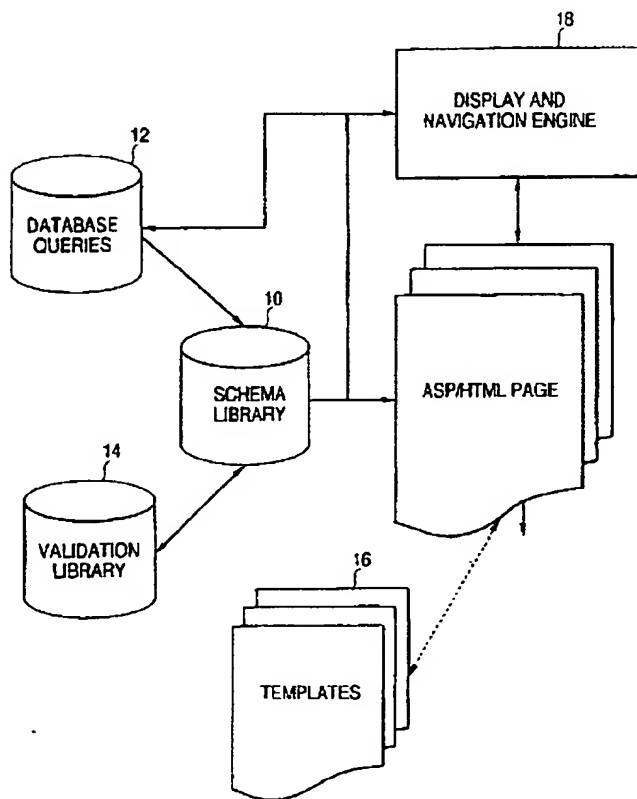 18
DISPLAY AND
NAVIGATION ENGINE
12
DATABASE
QUERIES
10
SCHEMA
LIBRARY
ASP/HTML PAGE
14
VALIDATION
LIBRARY
16
TEMPLATES